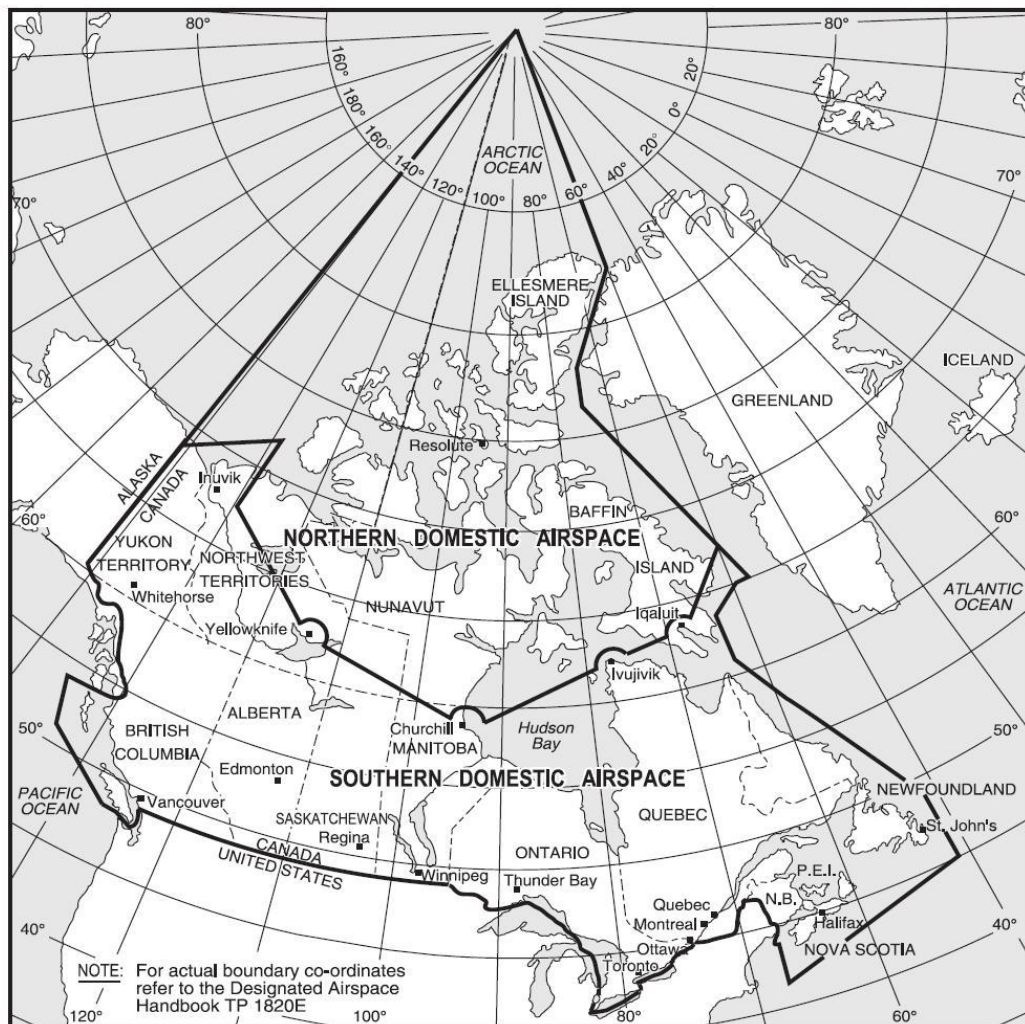 80°
80°
160°
180°
160°
140°
120°
100°
80°
60°
40°
20°
0°
20°
ARCTIC
OCEAN
70°
70°
ELLESMERE
ISLAND
ICELAND
GREENLAND
Resolute
ALASKA
CANADA
Inuvik
60°
60°
BAFFIN
NORTHERN DOMESTIC AIRSPACE
YUKON
TERRITORY
NORTHWEST
TERRITORIES
ISLAND
ATLANTIC
OCEAN
Whitehorse
NUNAVUT
Iqaluit
Yellowknife
Ivujivik
50°
50°
ALBERTA
BRITISH
COLUMBIA
Churchill
MANITOBA
Hudson
Bay
Edmonton
SOUTHERN DOMESTIC AIRSPACE
PACIFIC
OCEAN
Vancouver
NEWFOUNDLAND
St. John's
QUEBEC
SASKATCHEWAN
Regina
CANADA
UNITED STATES
ONTARIO
Winnipeg
Thunder Bay
P.E.I.
N.B.
Quebec
Montreal
Halifax
Ottawa
NOVA SCOTIA
Toronto
40°
40°
NOTE: For actual boundary co-ordinates
refer to the Designated Airspace
Handbook TP 1820E
120°
100°
80°
60°